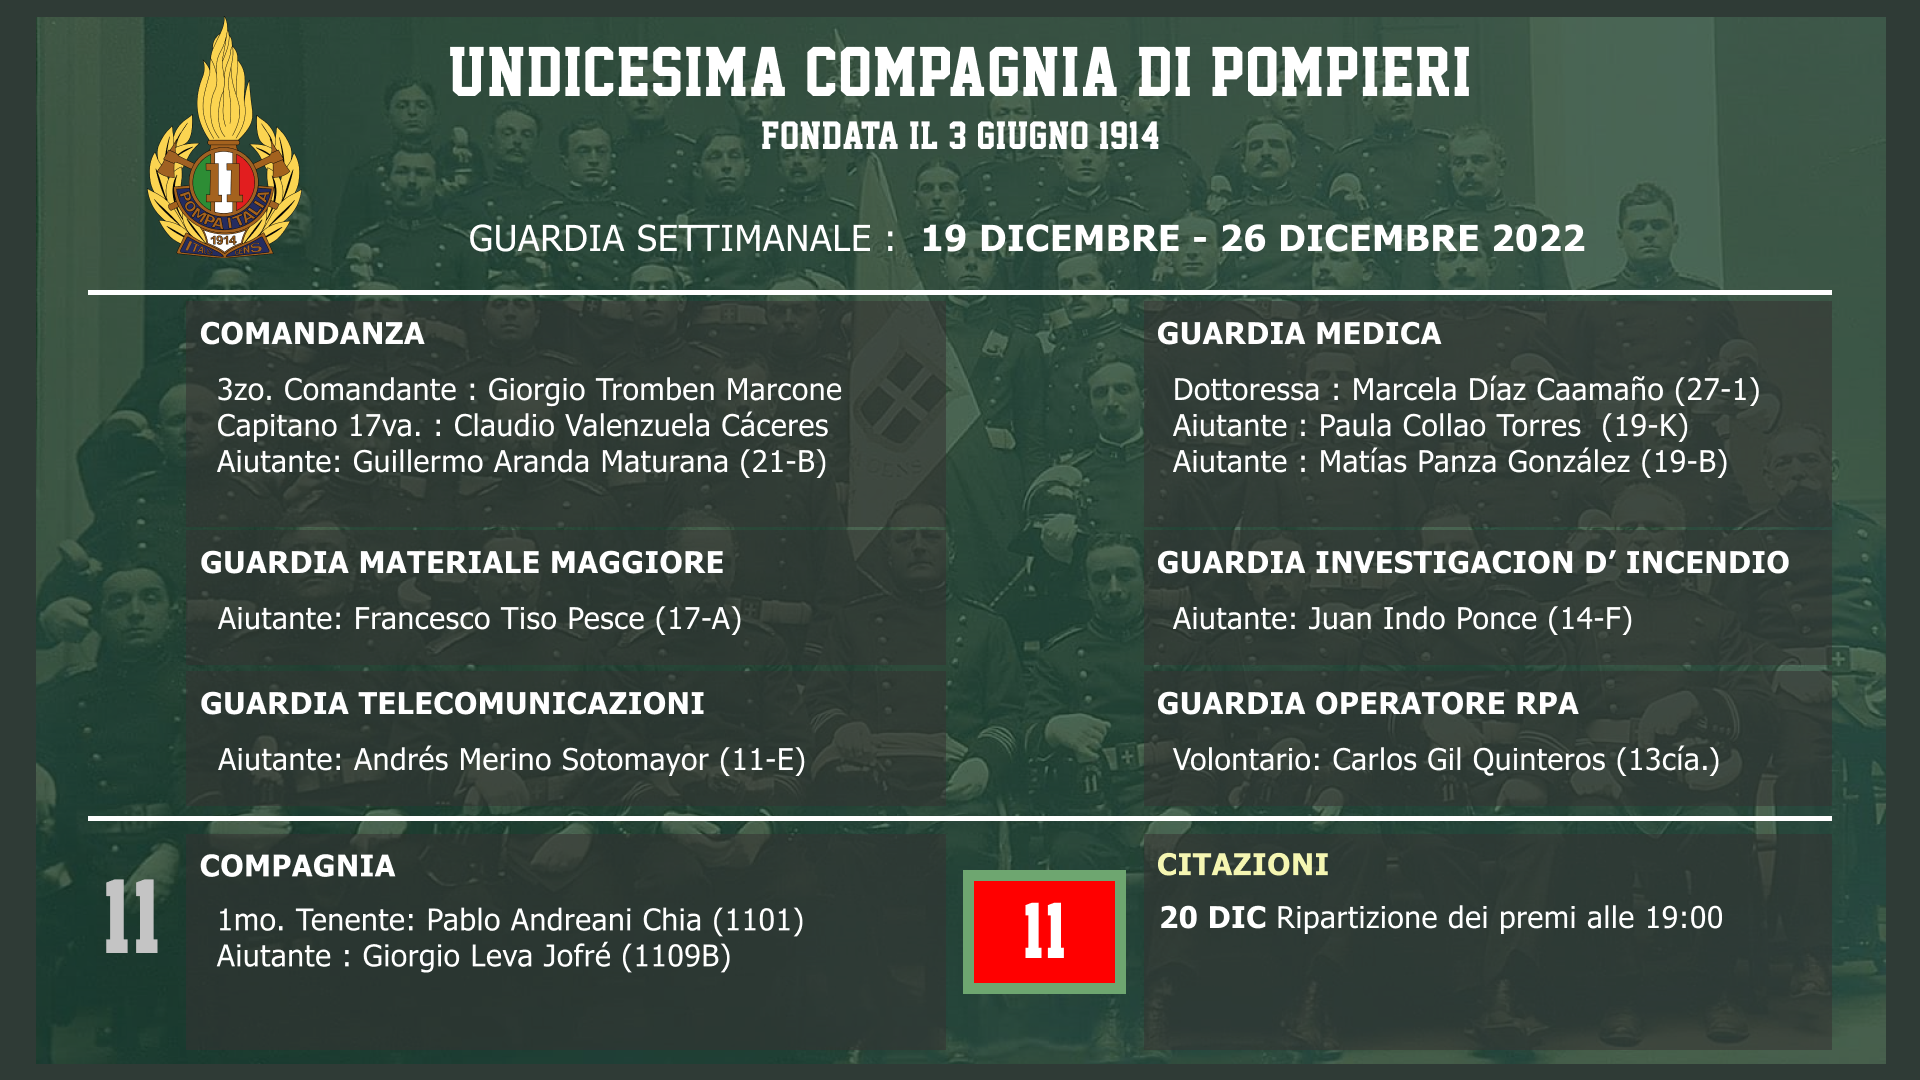 UNDICESIMA COMPAGNIA DI POMPIERI
FONDATA IL 3 GIUGNO 1914
11
POMPA ITALIA
1914
GUARDIA SETTIMANALE : 19 DICEMBRE - 26 DICEMBRE 2022
COMANDANZA
3zo. Comandante : Giorgio Tromben Marcone
Capitano 17va. : Claudio Valenzuela Cáceres
Aiutante: Guillermo Aranda Maturana (21-B)
GUARDIA MEDICA
Dottoressa : Marcela Díaz Caamaño (27-1)
Aiutante : Paula Collao Torres (19-K)
Aiutante : Matías Panza González (19-B)
GUARDIA MATERIALE MAGGIORE
Aiutante: Francesco Tiso Pesce (17-A)
GUARDIA INVESTIGACION D’ INCENDIO
Aiutante: Juan Indo Ponce (14-F)
GUARDIA TELECOMUNICAZIONI
Aiutante: Andrés Merino Sotomayor (11-E)
GUARDIA OPERATORE RPA
Volontario: Carlos Gil Quinteros (13cía.)
11
COMPAGNIA
1mo. Tenente: Pablo Andreani Chia (1101)
Aiutante : Giorgio Leva Jofré (1109B)
11
CITAZIONI
20 DIC Ripartizione dei premi alle 19:00